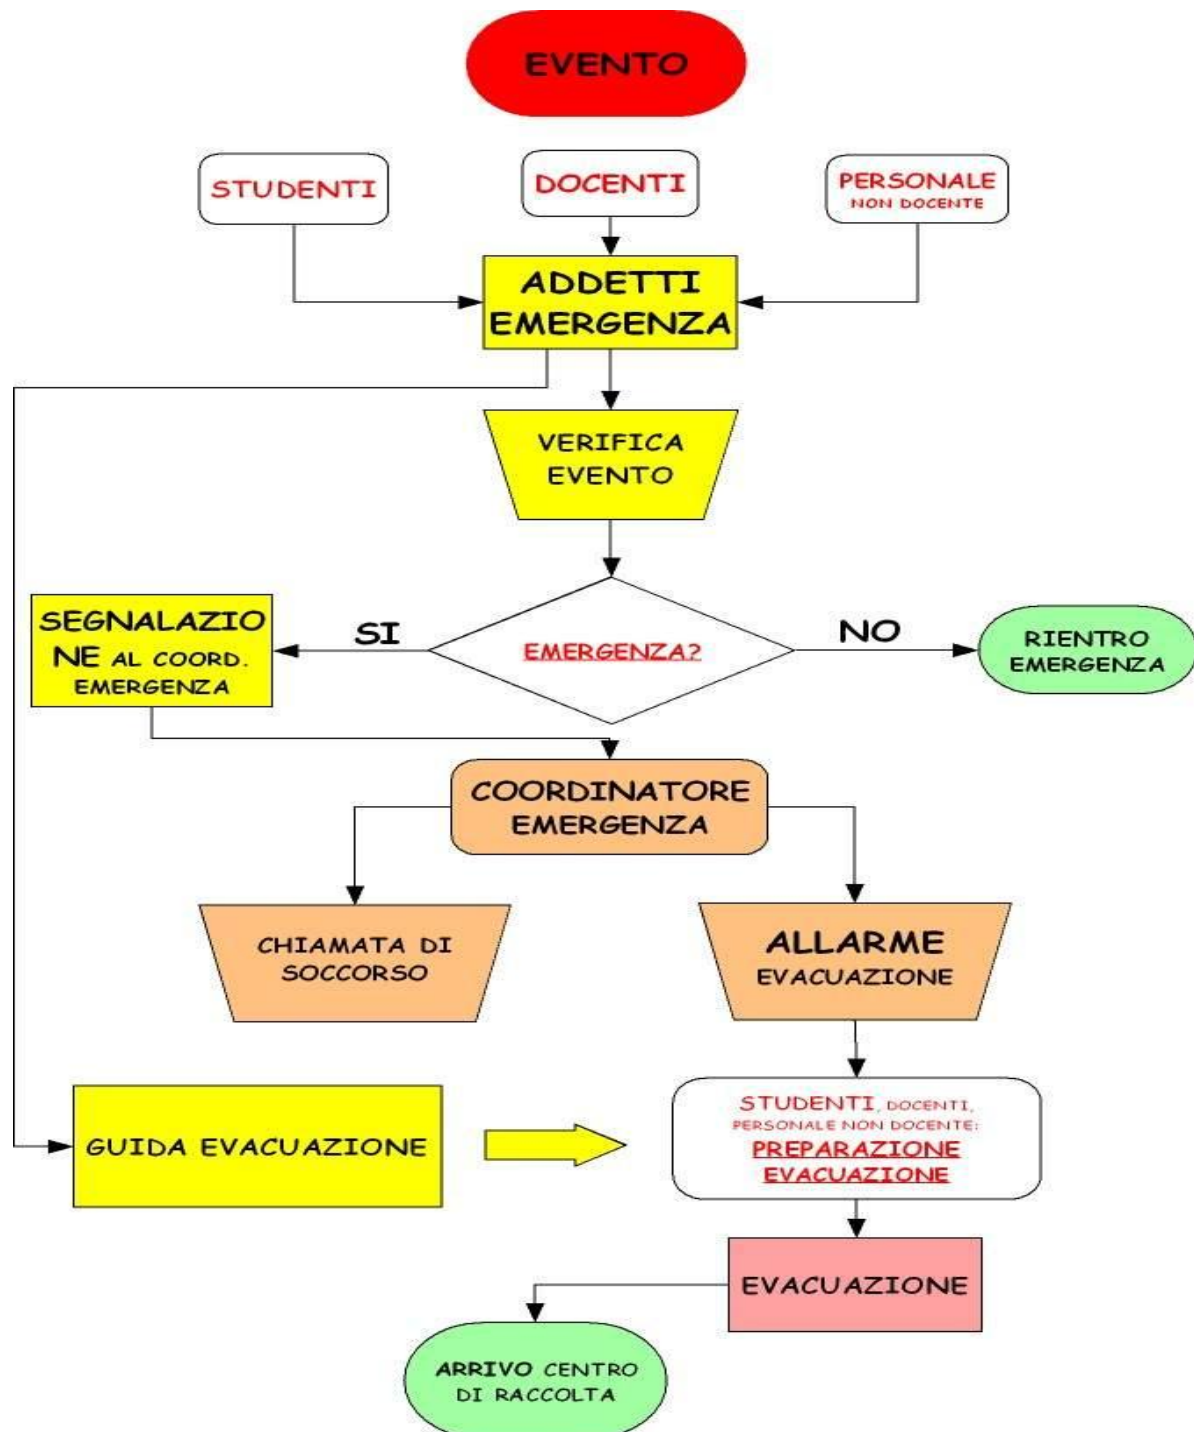 EVENTO
STUDENTI
DOCENTI
PERSONALE
NON DOCENTE
ADDETTI
EMERGENZA
VERIFICA
EVENTO
SEGNALAZIO
NE AL COORD.
EMERGENZA
SI
EMERGENZA?
NO
RIENTRO
EMERGENZA
COORDINATORE
EMERGENZA
CHIAMATA DI
SOCCORSO
ALLARME
EVACUAZIONE
GUIDA EVACUAZIONE
STUDENTI, DOCENTI,
PERSONALE NON DOCENTE:
PREPARAZIONE
EVACUAZIONE
EVACUAZIONE
ARRIVO CENTRO
DI RACCOLTA